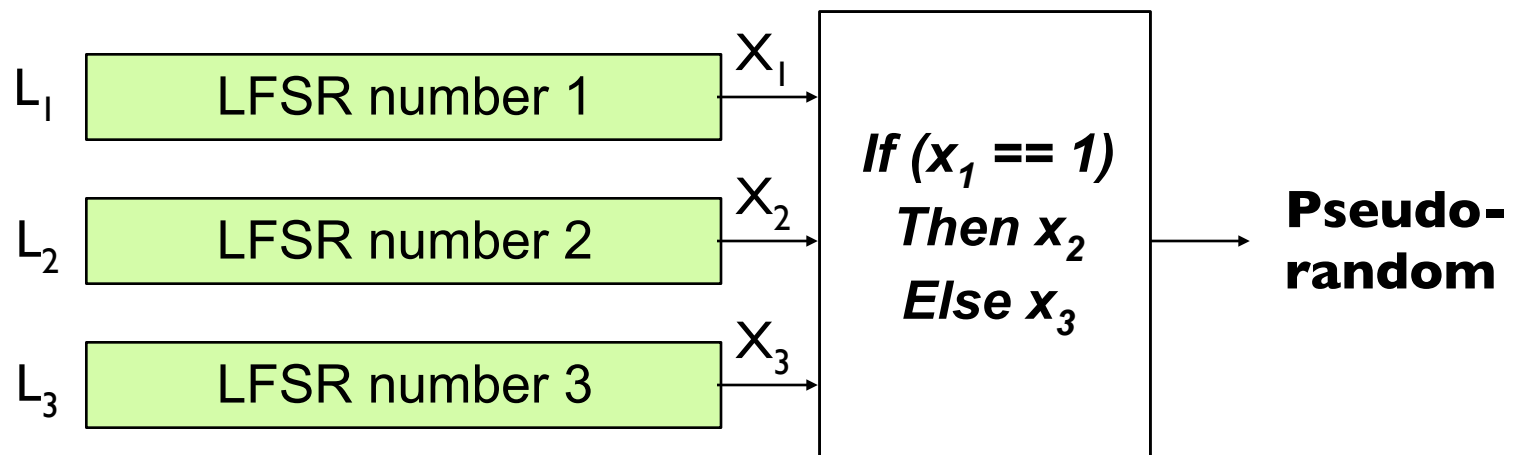 L₁
LFSR number 1
X₁
L₂
LFSR number 2
X₂
L₃
LFSR number 3
X₃
If (x₁ == 1)
Then x₂
Else x₃
Pseudo-
random